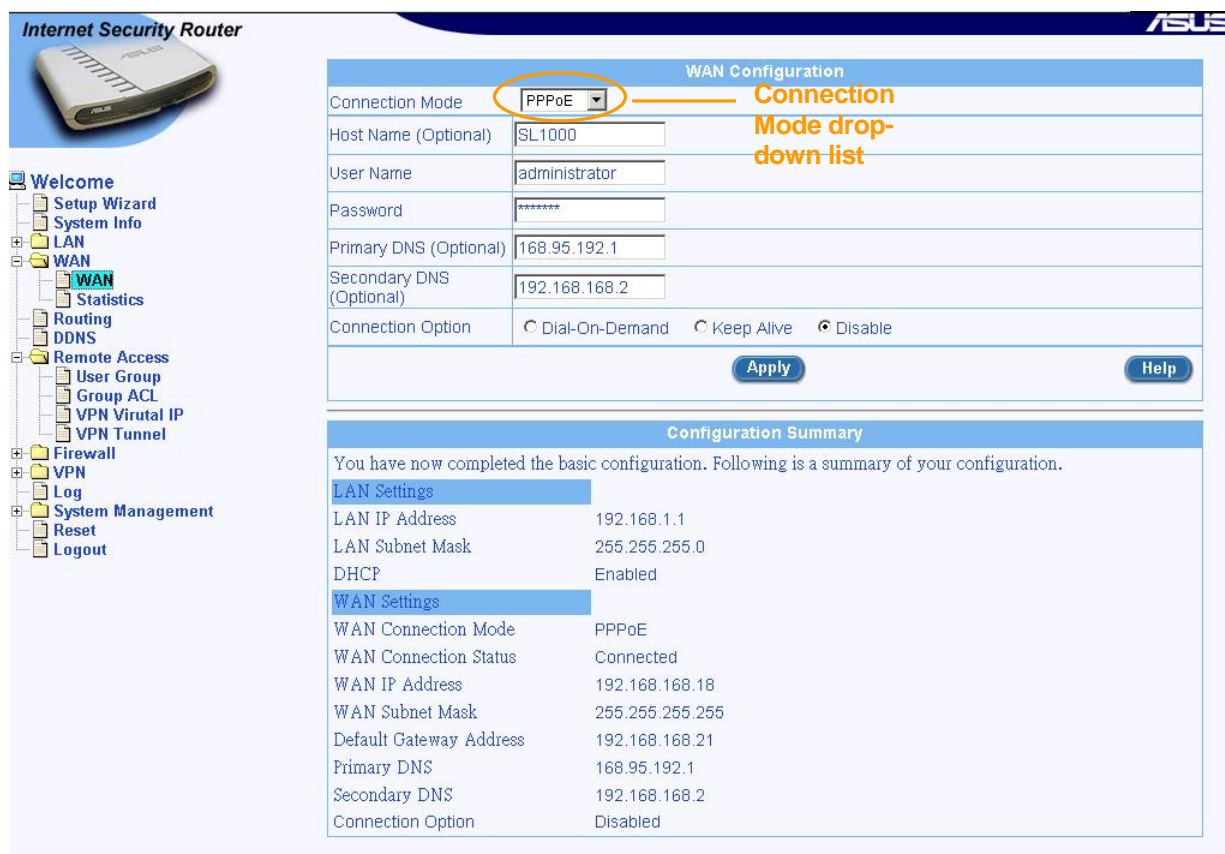 Internet Security Router
ASUS
WAN Configuration
Connection Mode PPPoE
Connection Mode drop-down list
Host Name (Optional) SL1000
User Name administrator
Password *******
Primary DNS (Optional) 168.95.192.1
Secondary DNS (Optional) 192.168.168.2
Connection Option Dial-On-Demand Keep Alive Disable
Apply Help
Welcome
Setup Wizard
System Info
LAN
WAN
WAN
Statistics
Routing
DDNS
Remote Access
User Group
Group ACL
VPN Virutal IP
VPN Tunnel
Firewall
VPN
Log
System Management
Reset
Logout
Configuration Summary
You have now completed the basic configuration. Following is a summary of your configuration.
LAN Settings
LAN IP Address 192.168.1.1
LAN Subnet Mask 255.255.255.0
DHCP Enabled
WAN Settings
WAN Connection Mode PPPoE
WAN Connection Status Connected
WAN IP Address 192.168.168.18
WAN Subnet Mask 255.255.255.255
Default Gateway Address 192.168.168.21
Primary DNS 168.95.192.1
Secondary DNS 192.168.168.2
Connection Option Disabled